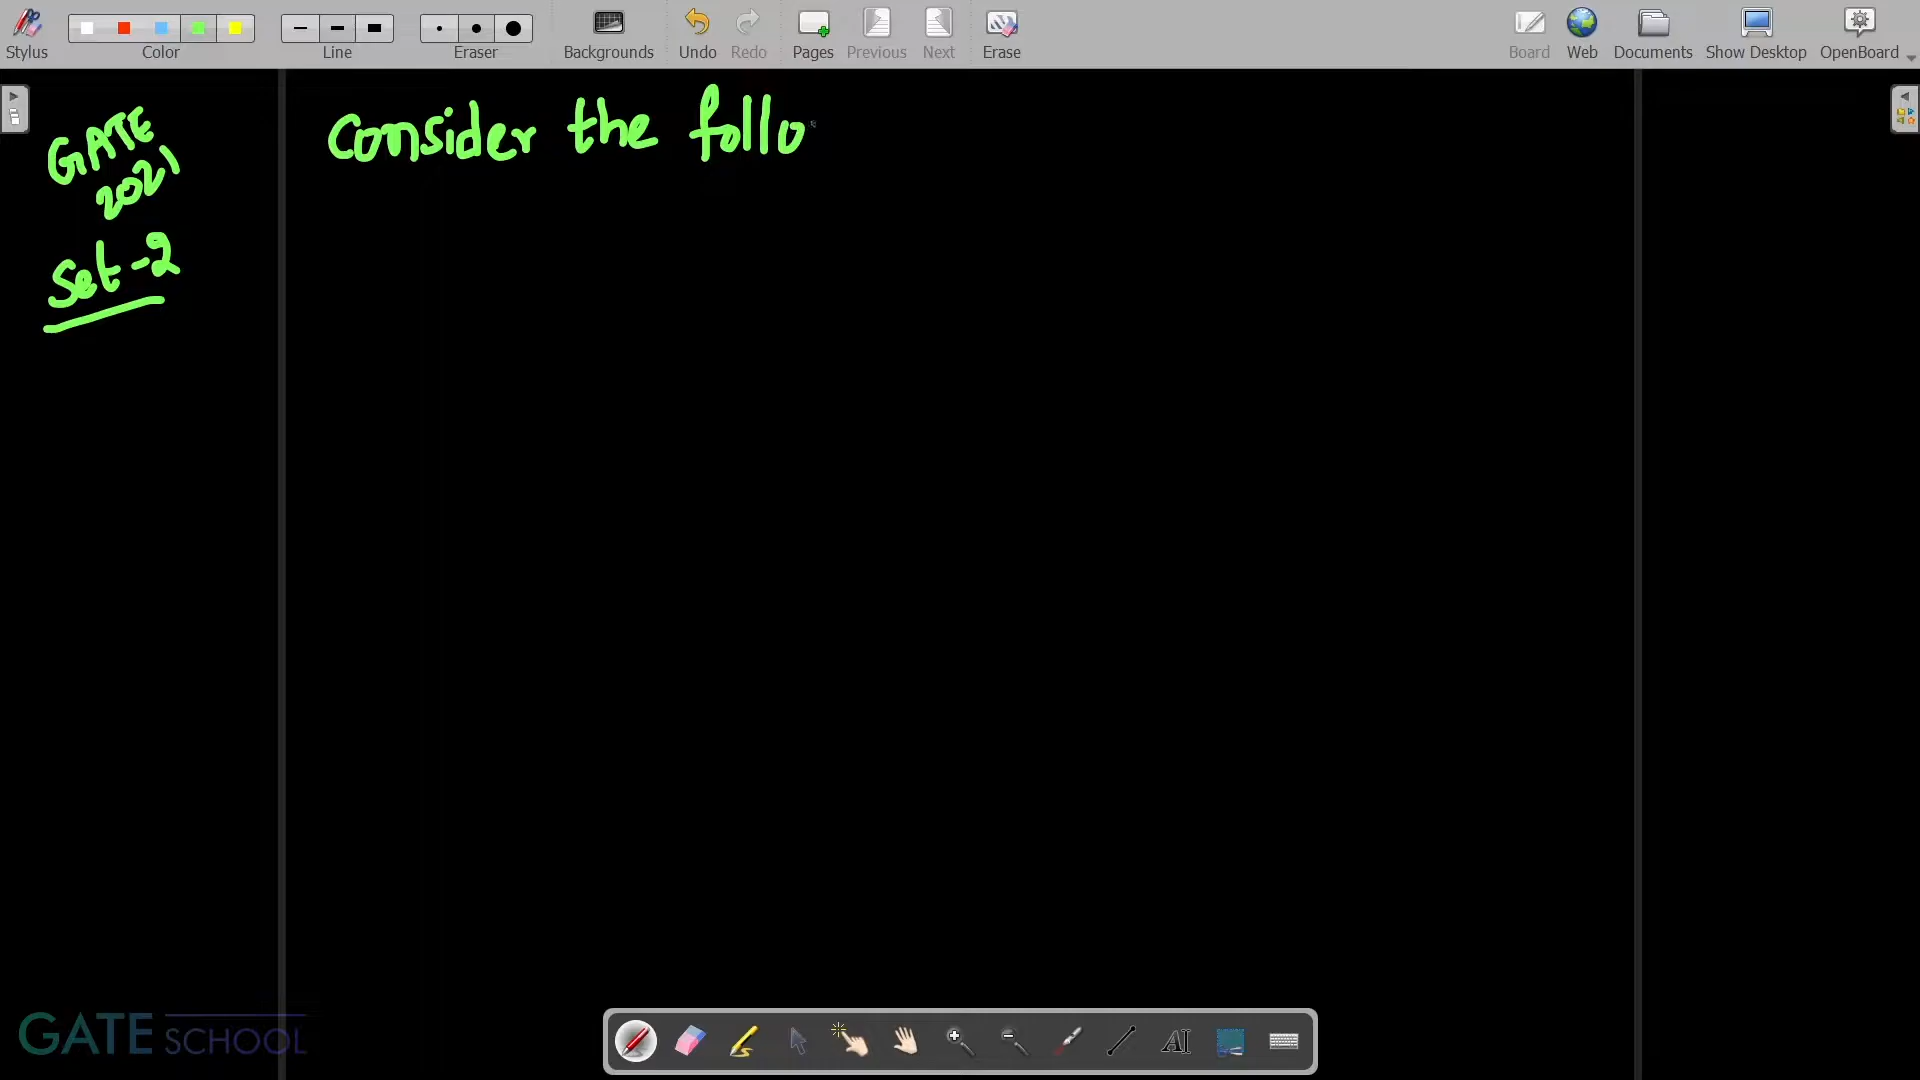 Stylus
Color
Line
Eraser
Backgrounds
Undo
Redo
Pages
Previous
Next
Erase
Board
Web
Documents
Show Desktop
OpenBoard
GATE
2021
Set-2
Consider the follo
GATE SCHOOL
AI